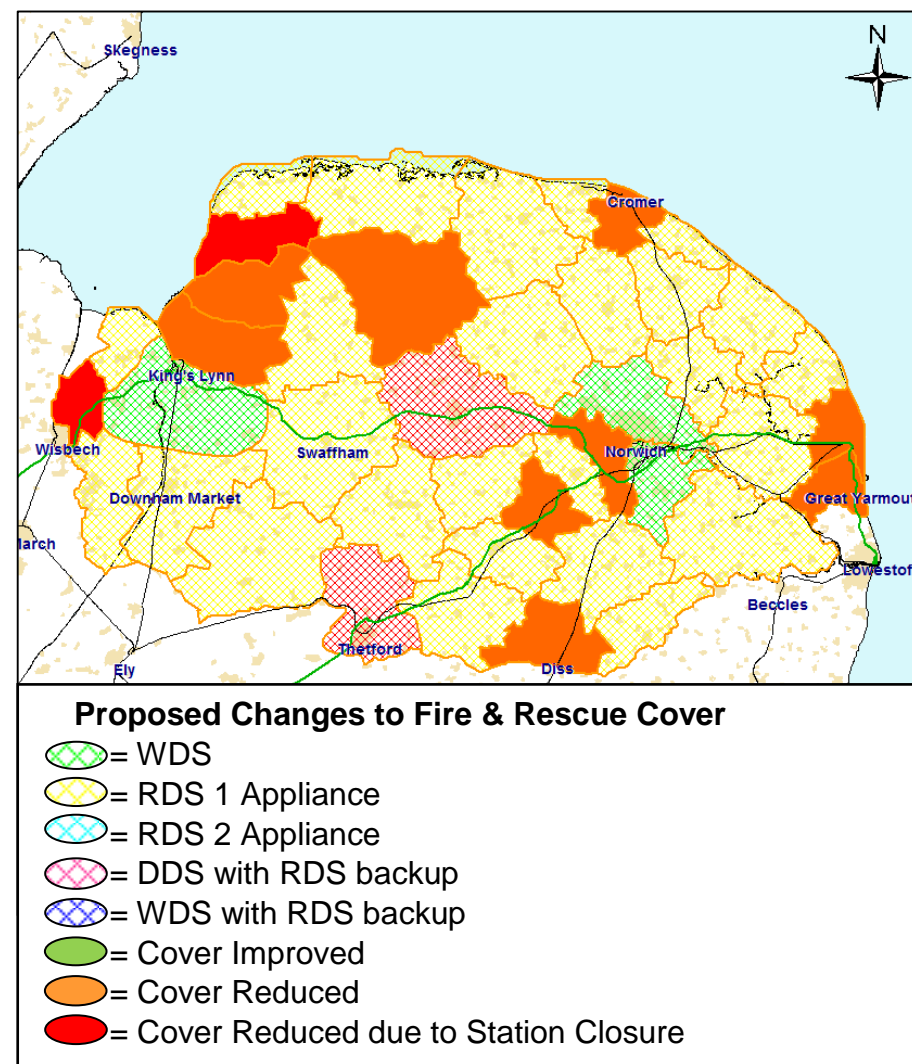 Skegness
N
Cromer
King's Lynn
Wisbech
Swaffham
Norwich
Downham Market
Great Yarmout
March
Lowestof
Beccles
Thetford
Ely
Diss
Proposed Changes to Fire & Rescue Cover
= WDS
= RDS 1 Appliance
= RDS 2 Appliance
= DDS with RDS backup
= WDS with RDS backup
= Cover Improved
= Cover Reduced
= Cover Reduced due to Station Closure